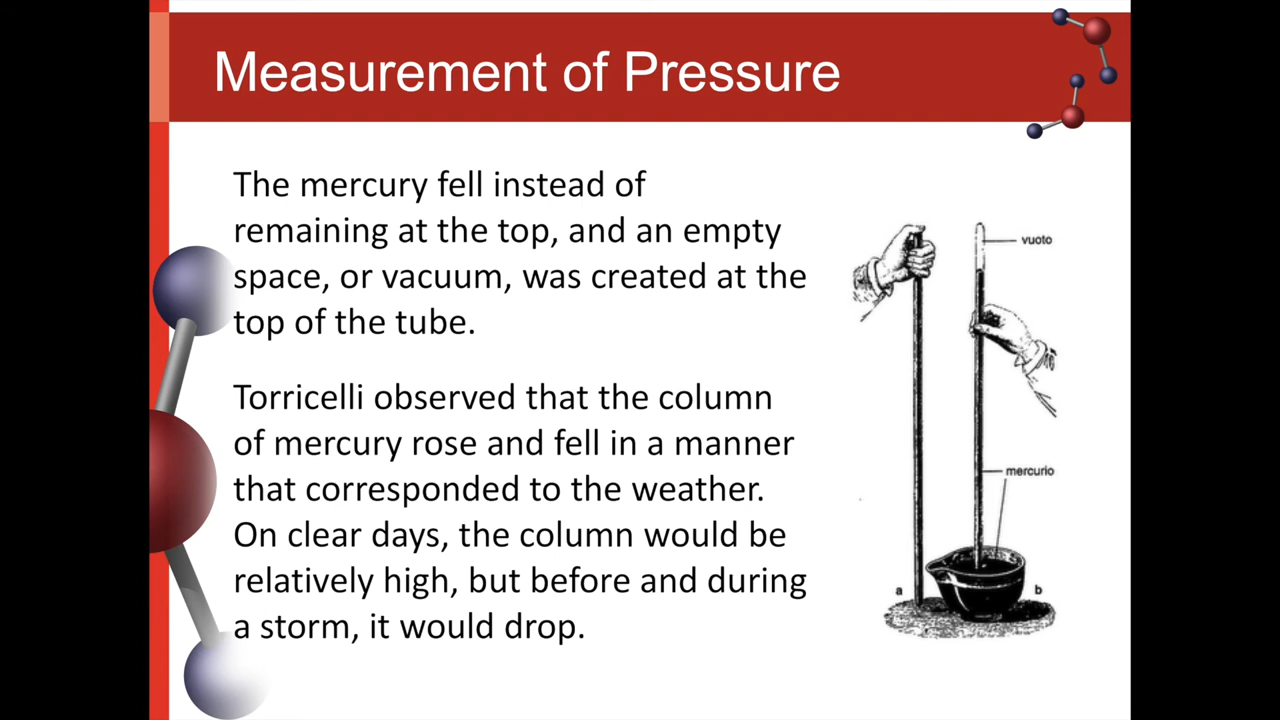 Measurement of Pressure
The mercury fell instead of
remaining at the top, and an empty
space, or vacuum, was created at the
top of the tube.
Torricelli observed that the column
of mercury rose and fell in a manner
that corresponded to the weather.
On clear days, the column would be
relatively high, but before and during
a storm, it would drop.
vuoto
mercurio
a
b